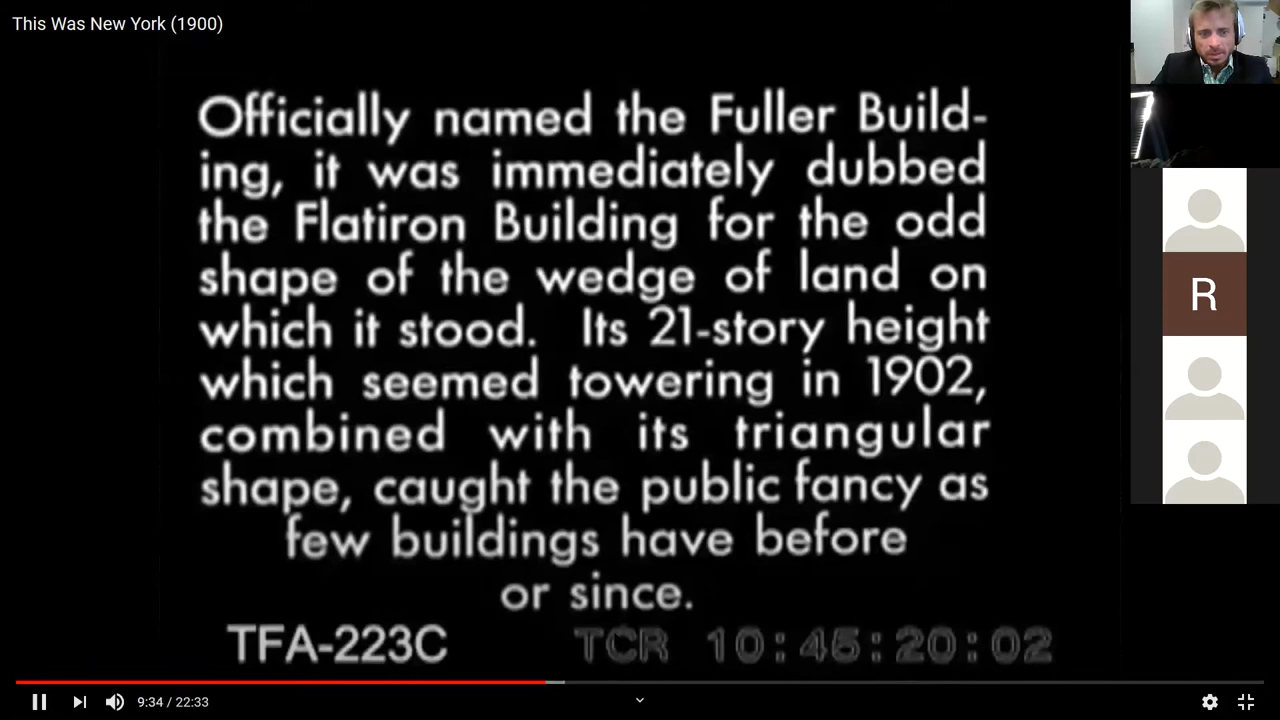 This Was New York (1900)
Officially named the Fuller Build-
ing, it was immediately dubbed
the Flatiron Building for the odd
shape of the wedge of land on
which it stood. Its 21-story height
which seemed towering in 1902,
combined with its triangular
shape, caught the public fancy as
few buildings have before
or since.
TFA-223C TCR 10:45:20:02
9:34 / 22:33
R